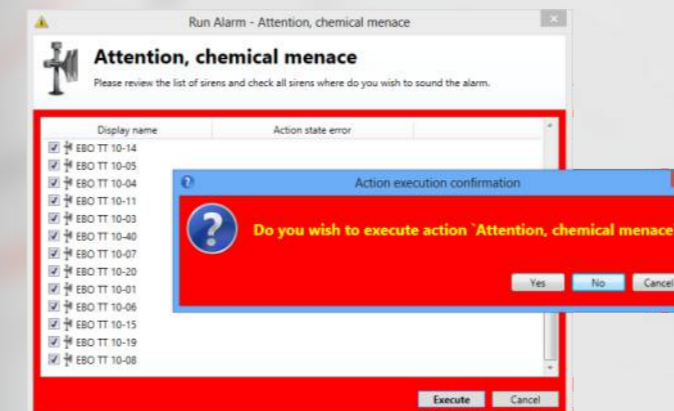 Run Alarm - Attention, chemical menace
Attention, chemical menace
Please review the list of sirens and check all sirens where do you wish to sound the alarm.
Display name Action state error
EBO TT 10-14
EBO TT 10-05
EBO TT 10-04
EBO TT 10-11
EBO TT 10-03
EBO TT 10-40
EBO TT 10-07
EBO TT 10-20
EBO TT 10-01
EBO TT 10-06
EBO TT 10-15
EBO TT 10-19
EBO TT 10-08
Action execution confirmation
Do you wish to execute action `Attention, chemical menace
Yes No Cancel
Execute Cancel